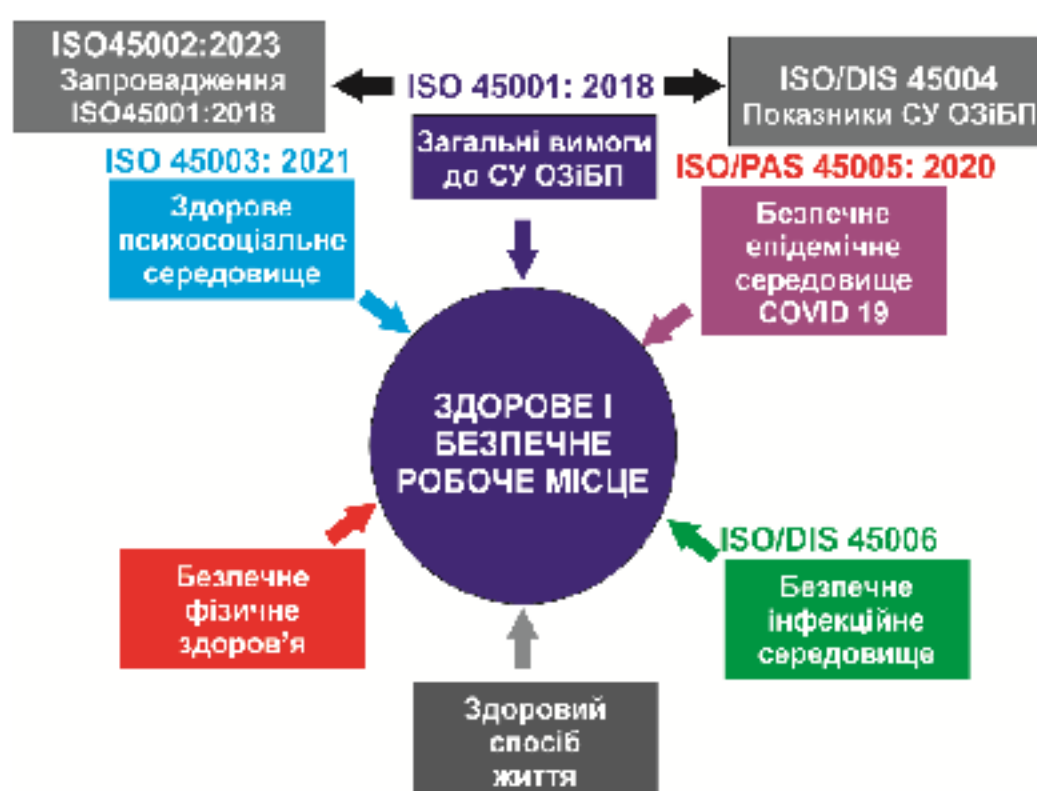 ISO45002:2023
Запровадження
ISO45001:2018
ISO 45001: 2018
ISO/DIS 45004
Показники СУ ОЗіБП
Загальні вимоги
до СУ ОЗіБП
ISO 45003: 2021
Здорове
психосоціальне
середовище
ISO/PAS 45005: 2020
Безпечне
епідемічне
середовище
COVID 19
ЗДОРОВЕ І
БЕЗПЕЧНЕ
РОБОЧЕ МІСЦЕ
Безпечне
фізичне
здоров’я
ISO/DIS 45006
Безпечне
інфекційне
середовище
Здоровий
спосіб
життя